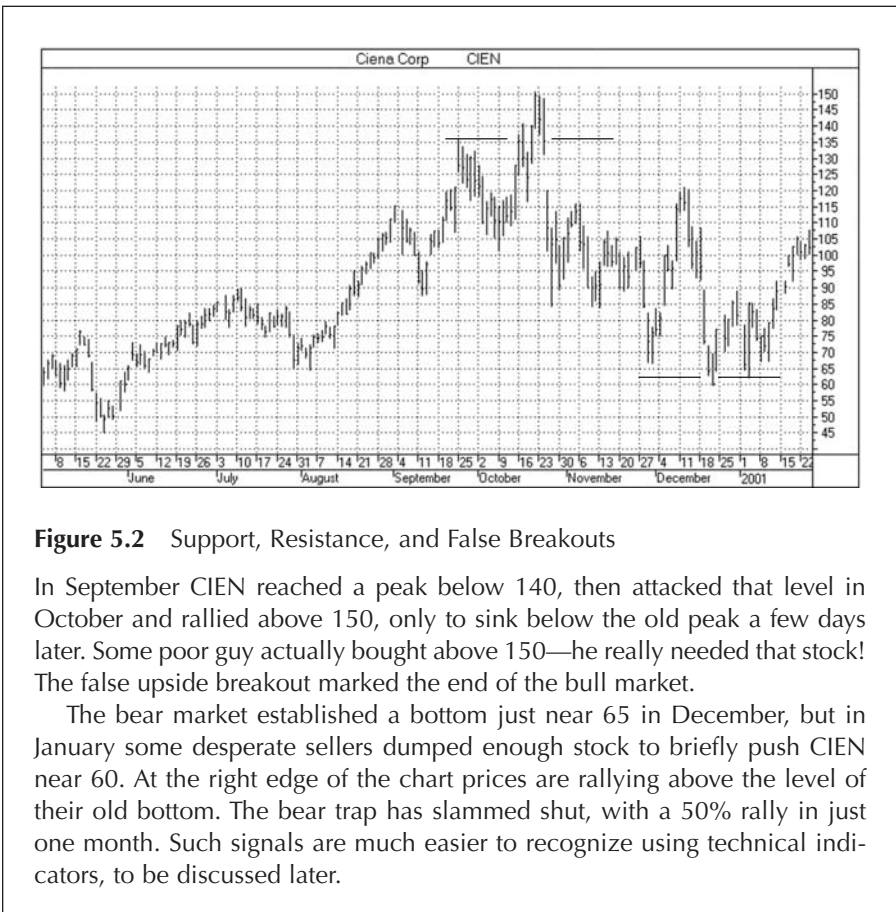 Ciena Corp CIEN
150
145
140
135
130
125
120
115
110
105
100
95
90
85
80
75
70
65
60
55
50
45
8 15 22 29 5 12 19 26 3 10 17 24 31 7 14 21 28 4 11 18 25 2 9 16 23 30 6 13 20 27 4 11 18 25 1 8 15 22
June July August September October November December 2001
Figure 5.2 Support, Resistance, and False Breakouts
In September CIEN reached a peak below 140, then attacked that level in
October and rallied above 150, only to sink below the old peak a few days
later. Some poor guy actually bought above 150—he really needed that stock!
The false upside breakout marked the end of the bull market.
The bear market established a bottom just near 65 in December, but in
January some desperate sellers dumped enough stock to briefly push CIEN
near 60. At the right edge of the chart prices are rallying above the level of
their old bottom. The bear trap has slammed shut, with a 50% rally in just
one month. Such signals are much easier to recognize using technical indi-
cators, to be discussed later.